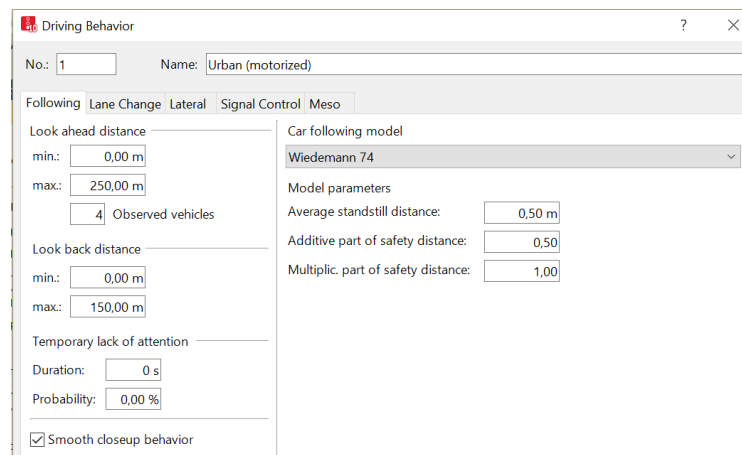 10 Driving Behavior ? ×
No.: 1 Name: Urban (motorized)
Following Lane Change Lateral Signal Control Meso
Look ahead distance
min.: 0,00 m
max.: 250,00 m
4 Observed vehicles
Look back distance
min.: 0,00 m
max.: 150,00 m
Temporary lack of attention
Duration: 0 s
Probability: 0,00 %
Smooth closeup behavior
Car following model
Wiedemann 74
Model parameters
Average standstill distance: 0,50 m
Additive part of safety distance: 0,50
Multiplic. part of safety distance: 1,00